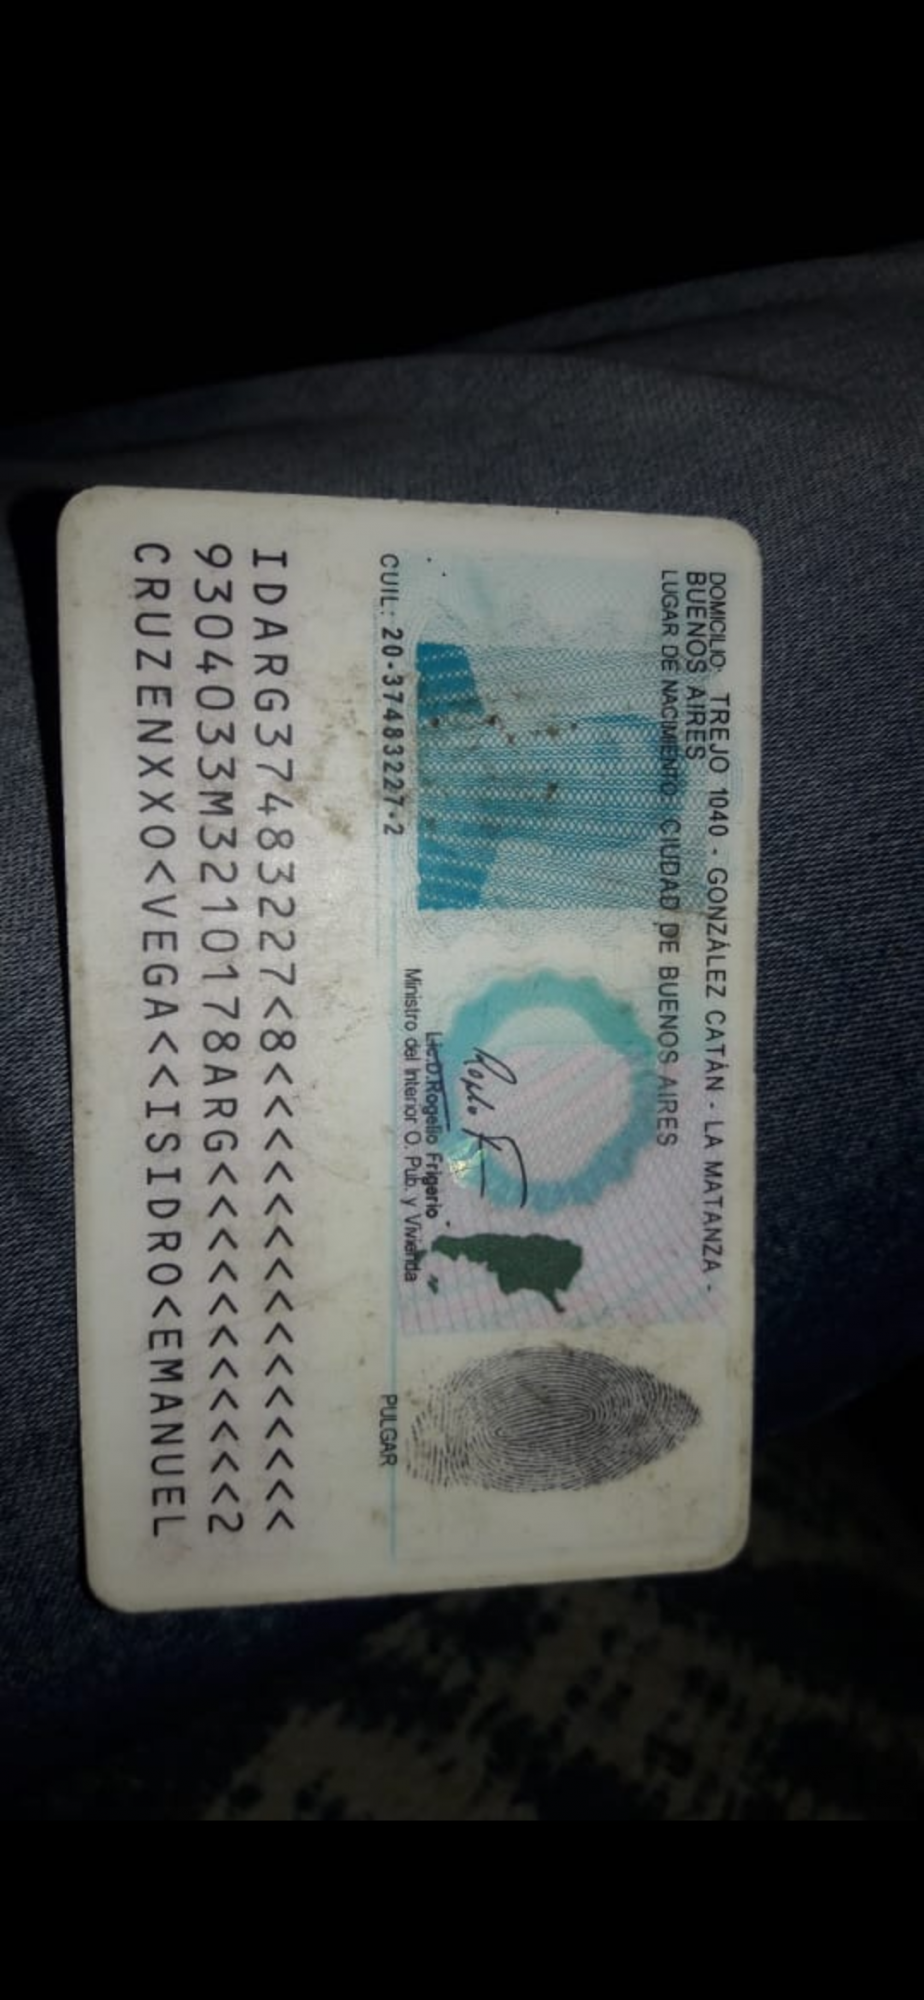 DOMICILIO: TREJO 1040 - GONZÁLEZ CATÁN - LA MATANZA -
BUENOS AIRES
LUGAR DE NACIMIENTO: CIUDAD DE BUENOS AIRES
Lic.D.Rogelio Frigerio
Ministro del Interior O. Pub. y Vivienda
CUIL: 20-37483227-2
PULGAR
IDARG37483227<8<<<<<<<<<<<<<<<
9304033M3210178ARG<<<<<<<<<<<2
CRUZENXXO<VEGA<<ISIDRO<EMANUEL